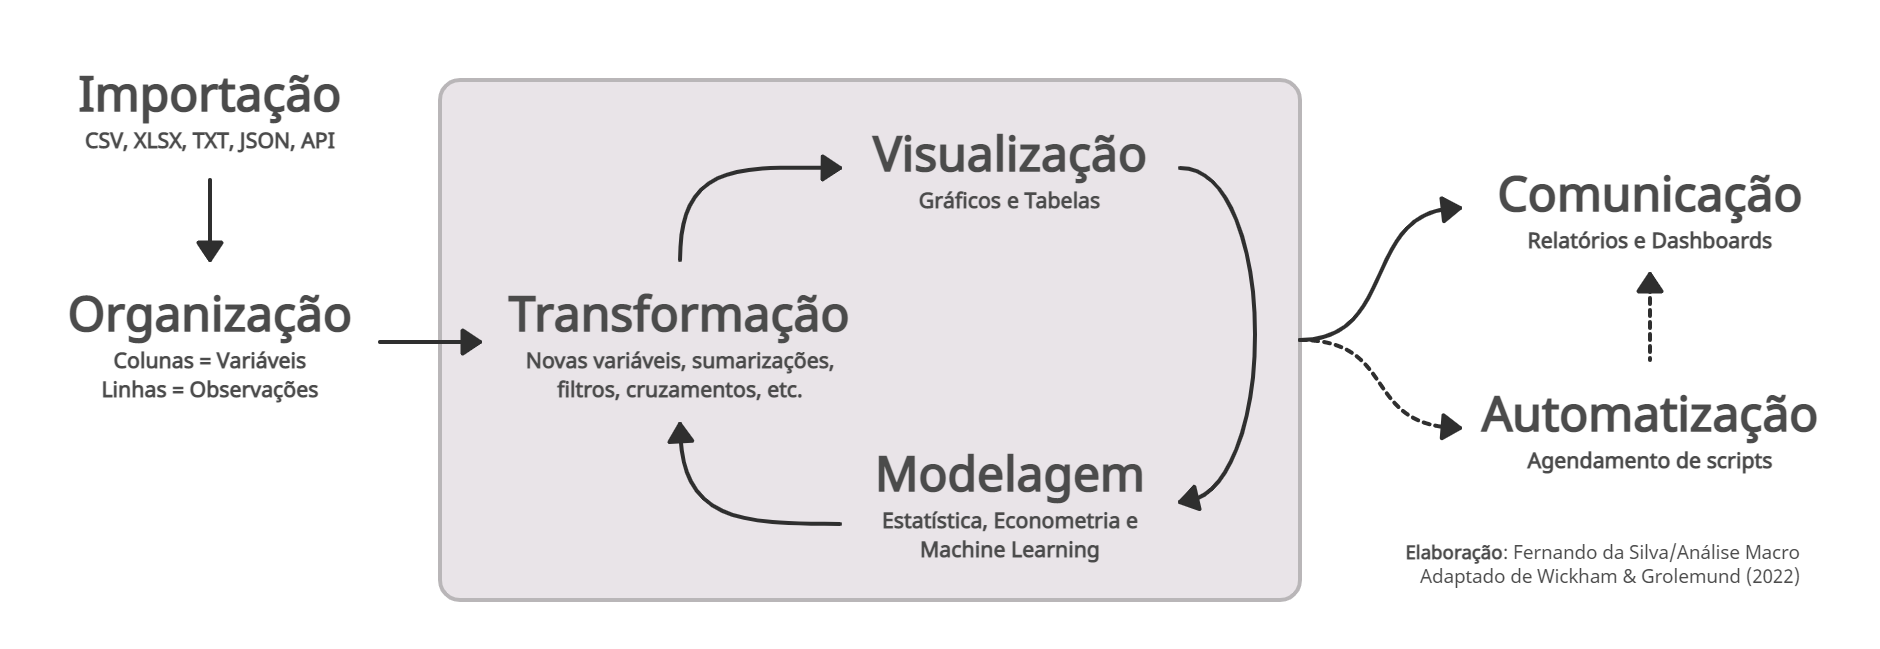 Importação
CSV, XLSX, TXT, JSON, API
Organização
Colunas = Variáveis
Linhas = Observações
Transformação
Novas variáveis, sumarizações,
filtros, cruzamentos, etc.
Visualização
Gráficos e Tabelas
Modelagem
Estatística, Econometria e
Machine Learning
Comunicação
Relatórios e Dashboards
Automatização
Agendamento de scripts
Elaboração: Fernando da Silva/Análise Macro
Adaptado de Wickham & Grolemund (2022)